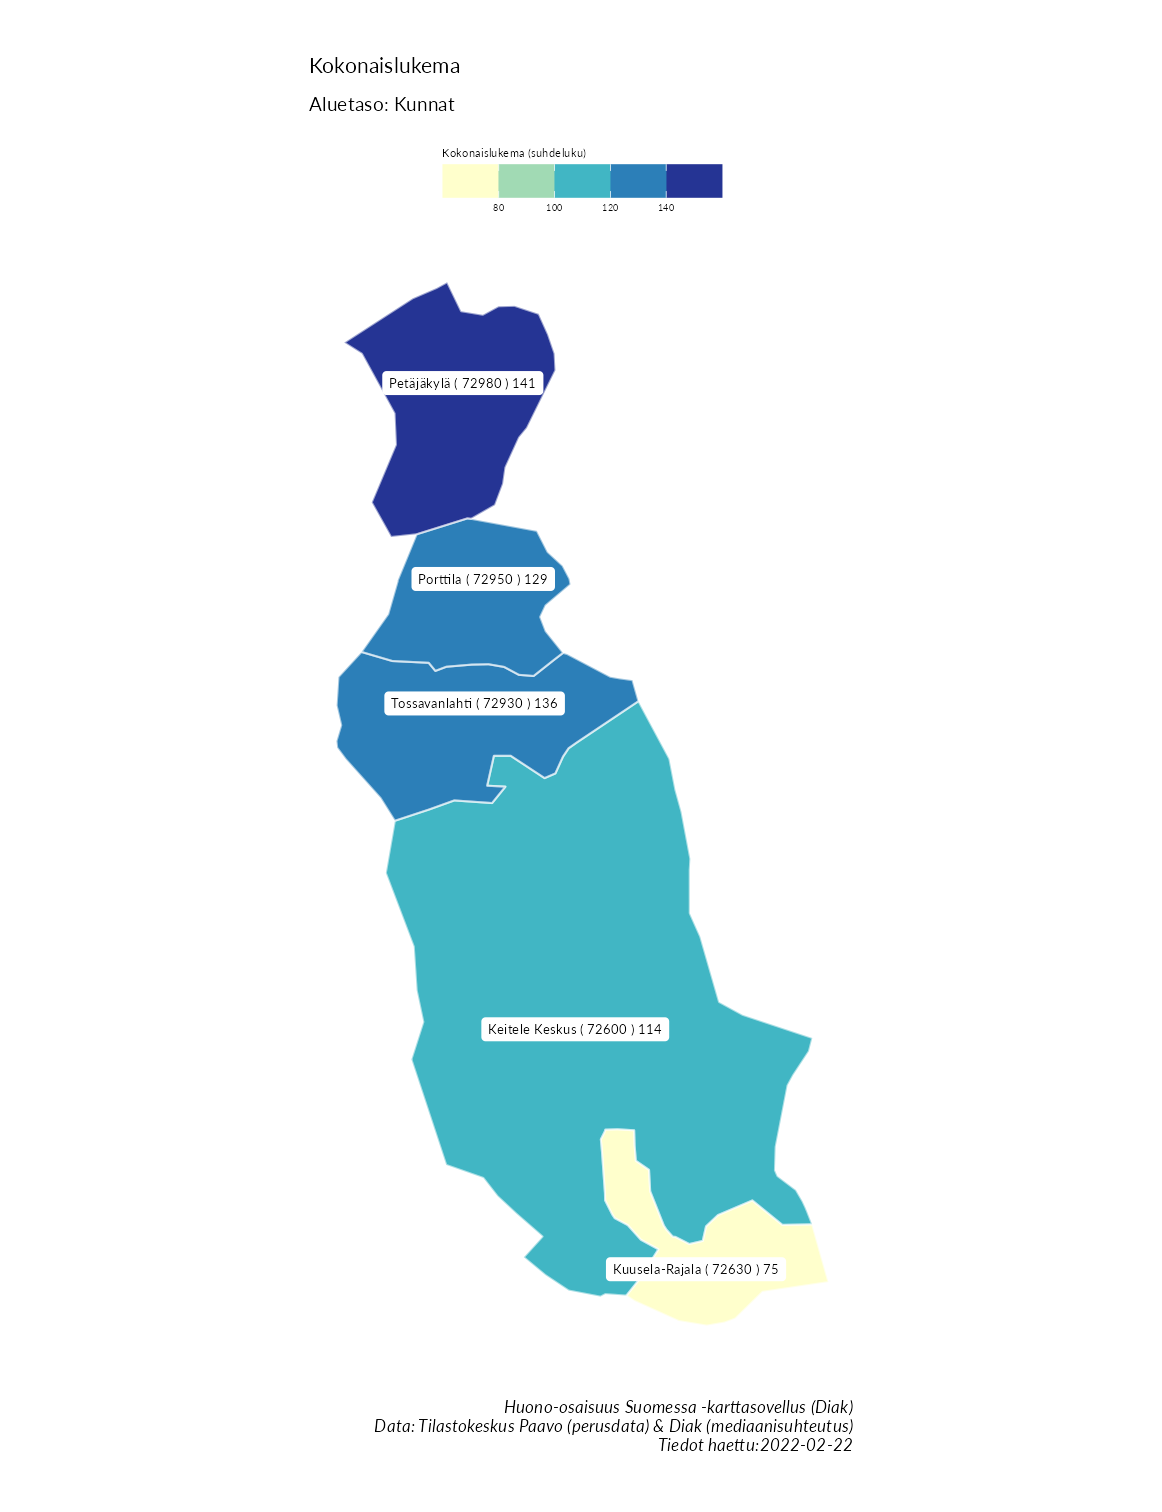 Kokonaislukema
Aluetaso: Kunnat
Kokonaislukema (suhdeluku)
80 100 120 140
Petäjäkylä ( 72980 ) 141
Porttila ( 72950 ) 129
Tossavanlahti ( 72930 ) 136
Keitele Keskus ( 72600 ) 114
Kuusela-Rajala ( 72630 ) 75
Huono-osaisuus Suomessa -karttasovellus (Diak)
Data: Tilastokeskus Paavo (perusdata) & Diak (mediaanisuhteutus)
Tiedot haettu:2022-02-22